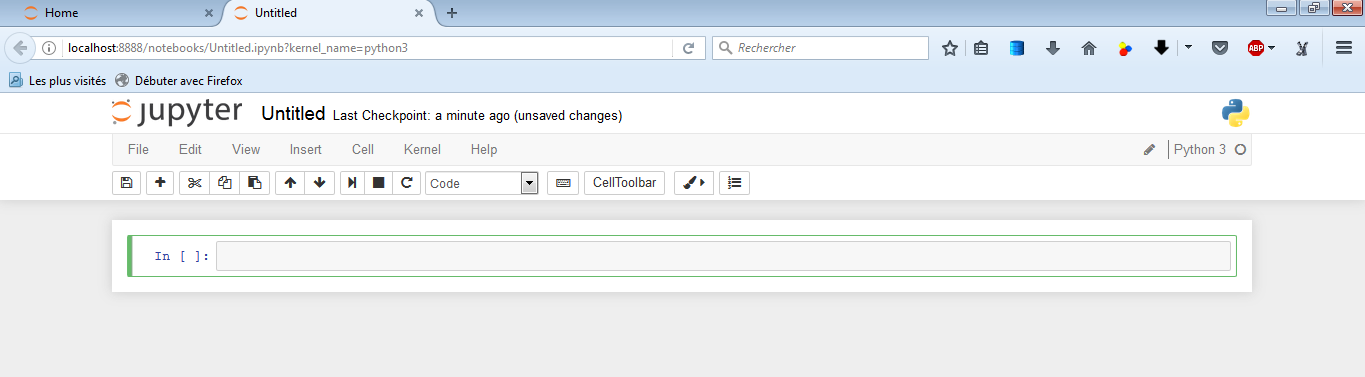 Home
Untitled
localhost:8888/notebooks/Untitled.ipynb?kernel_name=python3
Rechercher
ABP
Les plus visités
Débuter avec Firefox
jupyter Untitled Last Checkpoint: a minute ago (unsaved changes)
File Edit View Insert Cell Kernel Help
Python 3
Code
CellToolbar
In [ ]: